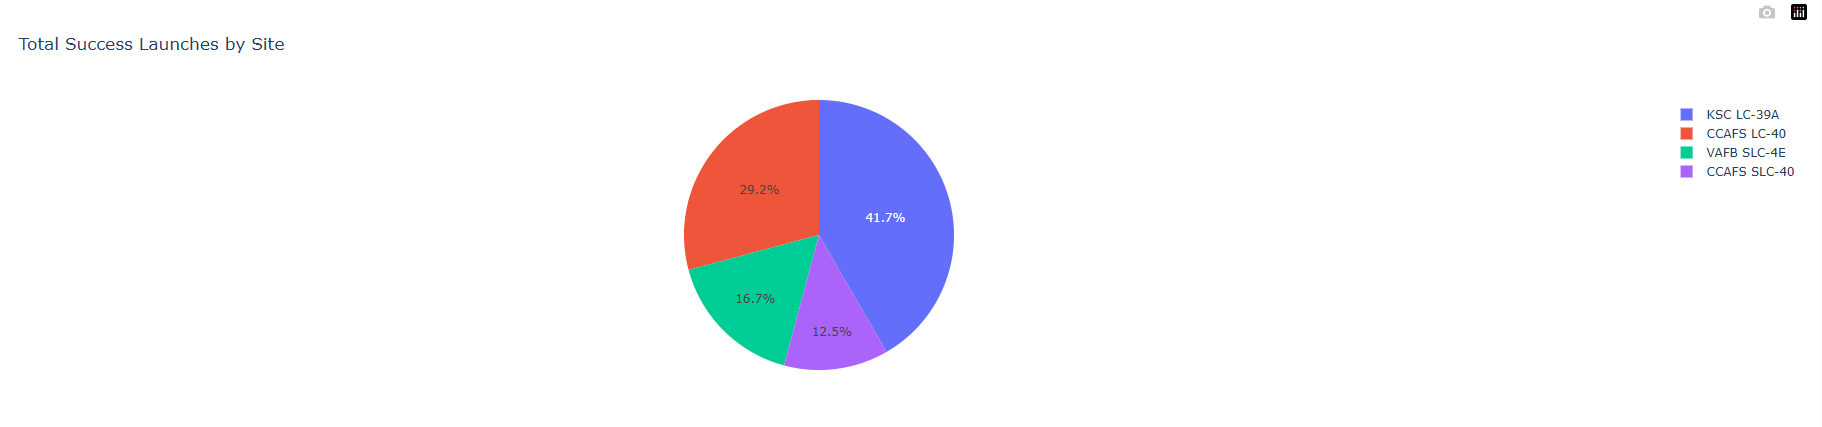 Total Success Launches by Site
KSC LC-39A
CCAFS LC-40
VAFB SLC-4E
CCAFS SLC-40
29.2%
41.7%
16.7%
12.5%